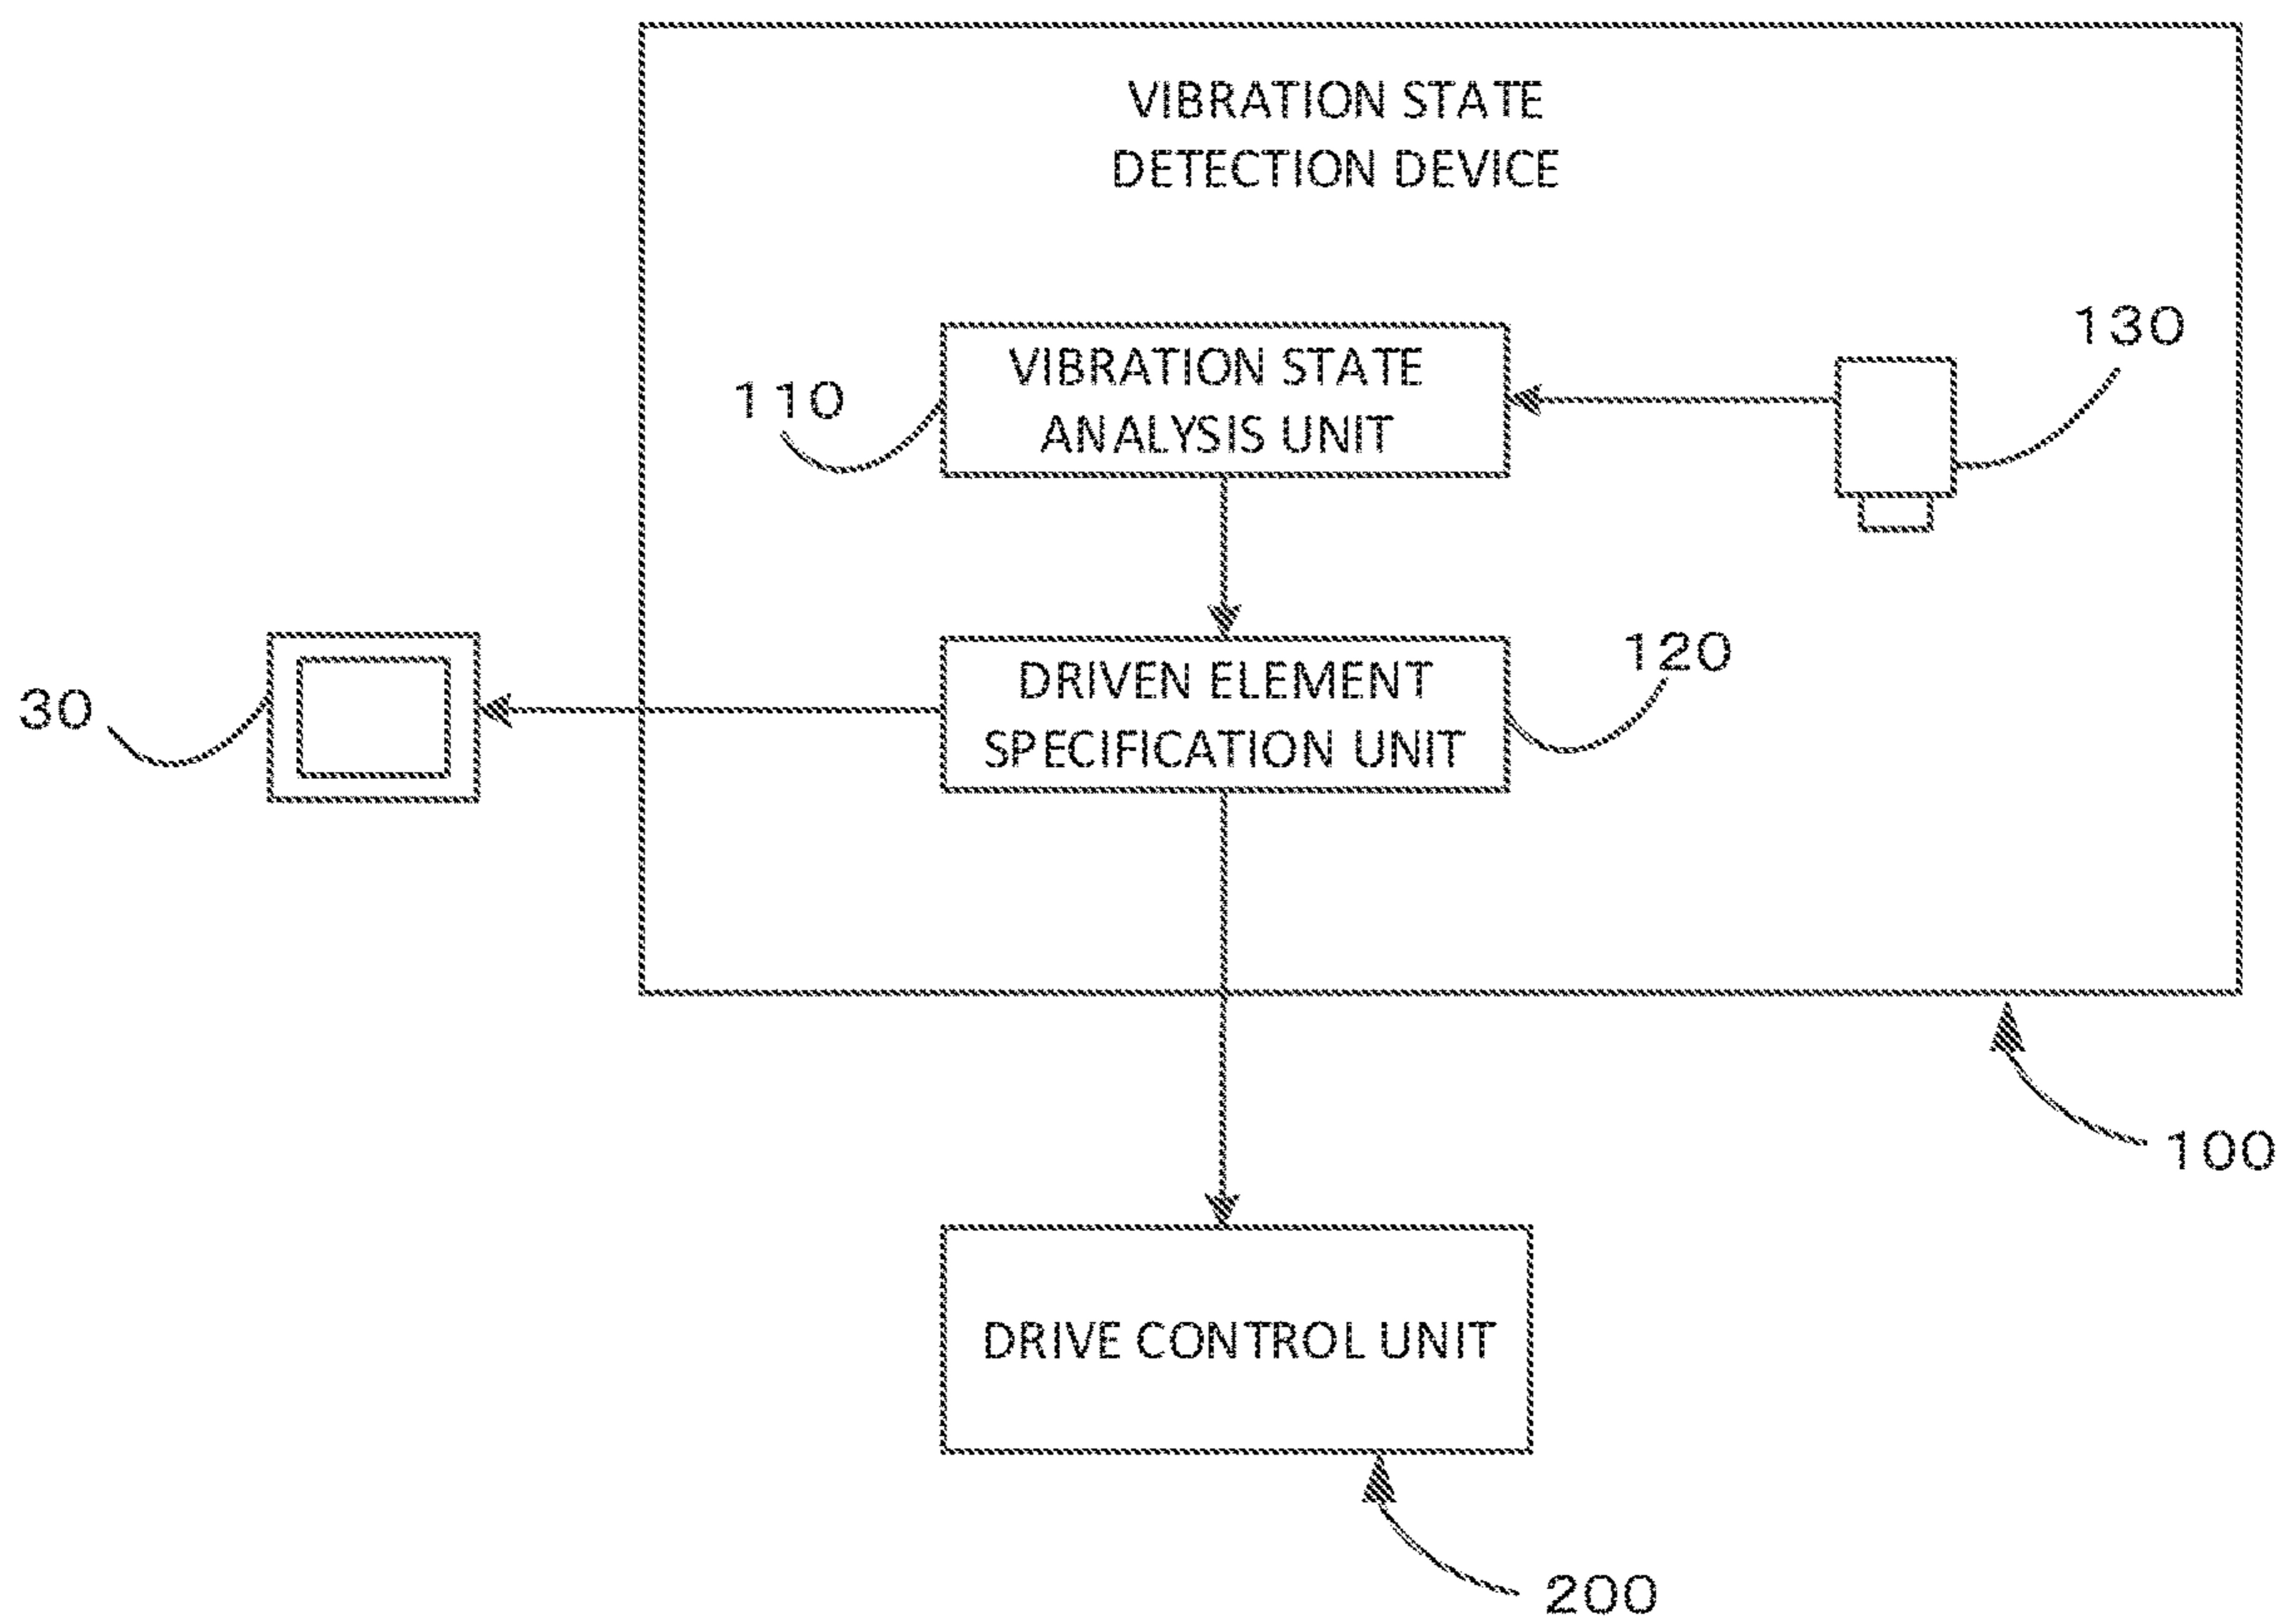 VIBRATION STATE
DETECTION DEVICE
130
VIBRATION STATE
ANALYSIS UNIT
110
120
DRIVEN ELEMENT
SPECIFICATION UNIT
30
100
DRIVE CONTROL UNIT
200